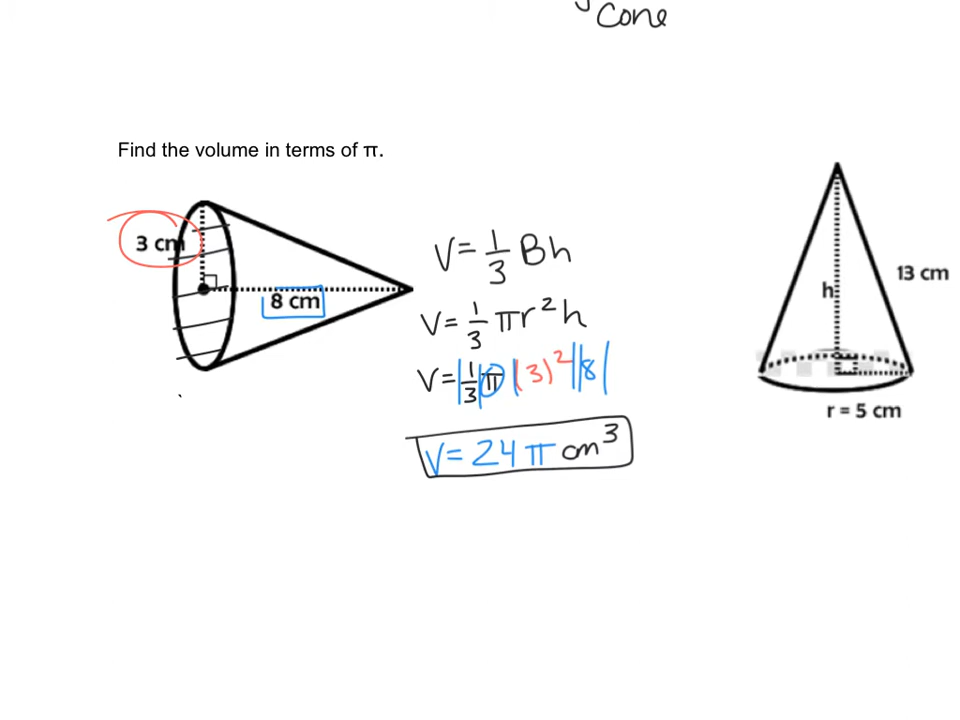 Cone
Find the volume in terms of π.
3 cm
8 cm
V = 1/3 Bh
V = 1/3 πr²h
V = 1/3 π (3)² (8)
V = 24π cm³
h
13 cm
r = 5 cm